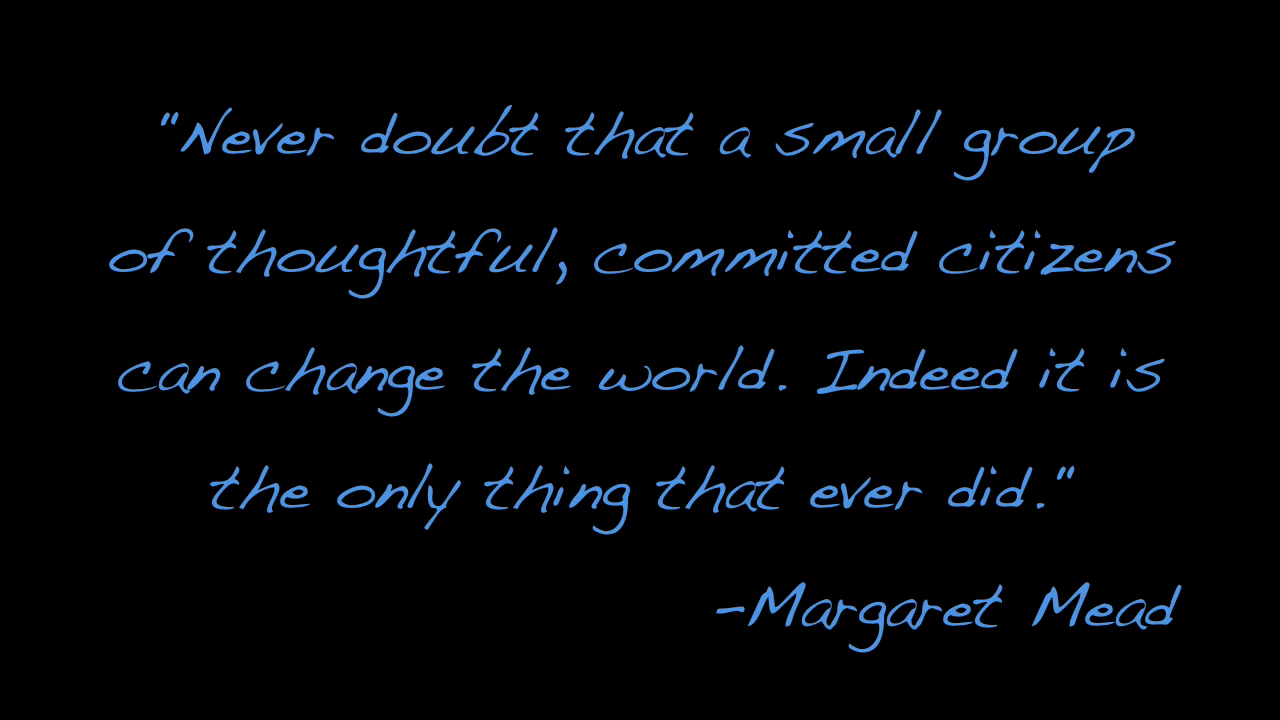 "Never doubt that a small group
of thoughtful, committed citizens
can change the world. Indeed it is
the only thing that ever did."
-Margaret Mead